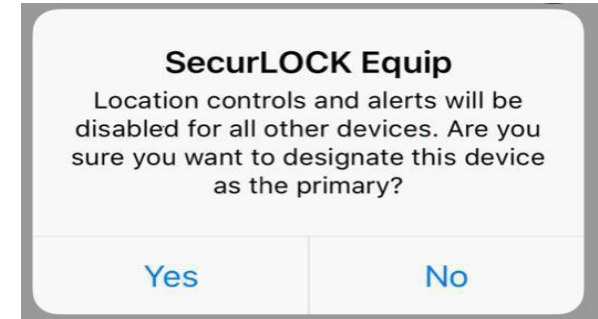 SecurLOCK Equip
Location controls and alerts will be
disabled for all other devices. Are you
sure you want to designate this device
as the primary?
Yes
No